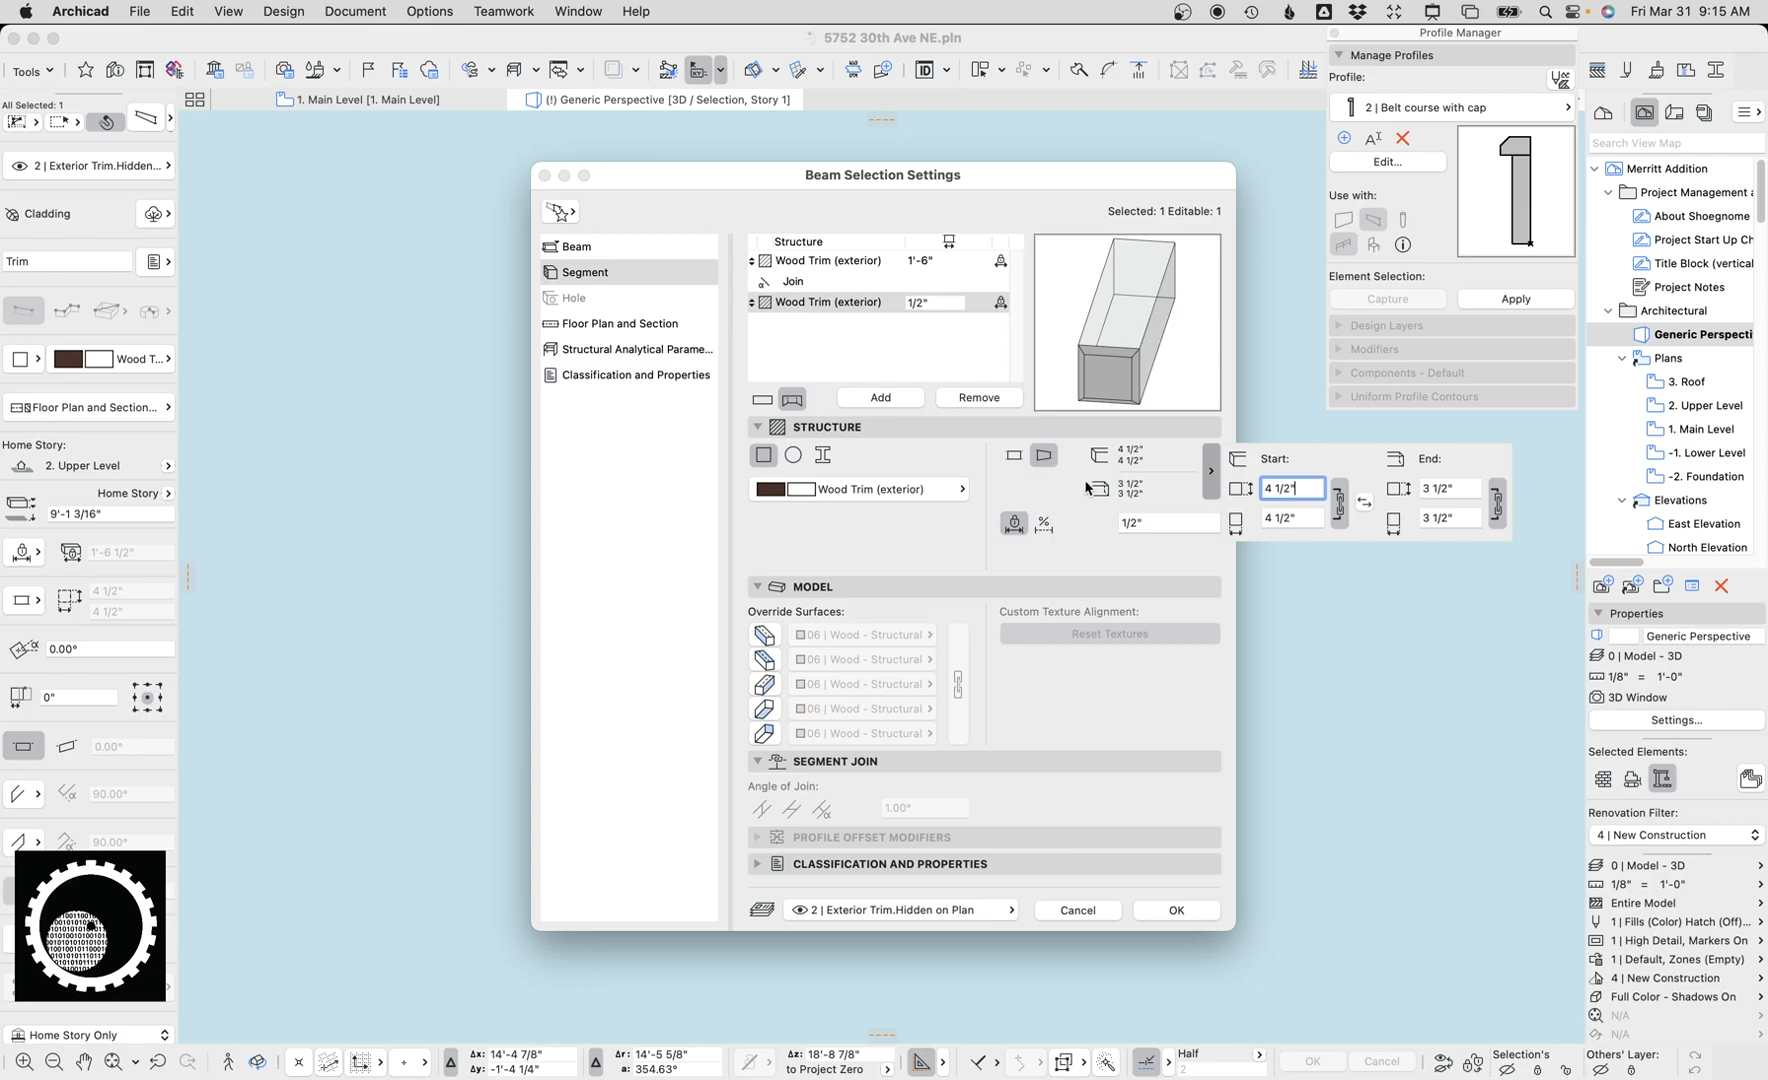 Archicad File Edit View Design Document Options Teamwork Window Help
Fri Mar 31 9:15 AM
5752 30th Ave NE.pln
Tools
All Selected: 1
1. Main Level [1. Main Level]
(!) Generic Perspective [3D / Selection, Story 1]
2 | Exterior Trim.Hidden...
Cladding
Trim
Wood T...
Floor Plan and Section...
Home Story:
2. Upper Level
Home Story
9'-1 3/16"
1'-6 1/2"
4 1/2"
4 1/2"
0.00°
0"
0.00°
90.00°
90.00°
Home Story Only
Beam Selection Settings
Selected: 1 Editable: 1
Beam
Segment
Hole
Floor Plan and Section
Structural Analytical Parame...
Classification and Properties
Structure
Wood Trim (exterior) 1'-6"
Join
Wood Trim (exterior) 1/2"
Add
Remove
STRUCTURE
Wood Trim (exterior)
4 1/2"
4 1/2"
3 1/2"
3 1/2"
1/2"
Start:
4 1/2"
4 1/2"
End:
3 1/2"
3 1/2"
MODEL
Override Surfaces:
06 | Wood - Structural
06 | Wood - Structural
06 | Wood - Structural
06 | Wood - Structural
06 | Wood - Structural
Custom Texture Alignment:
Reset Textures
SEGMENT JOIN
Angle of Join:
1.00°
PROFILE OFFSET MODIFIERS
CLASSIFICATION AND PROPERTIES
2 | Exterior Trim.Hidden on Plan
Cancel
OK
Profile Manager
Manage Profiles
Profile:
2 | Belt course with cap
Edit...
Use with:
Element Selection:
Capture
Apply
Design Layers
Modifiers
Components - Default
Uniform Profile Contours
Search View Map
Merritt Addition
Project Management a
About Shoegnome
Project Start Up Ch
Title Block (vertical
Project Notes
Architectural
Generic Perspecti
Plans
3. Roof
2. Upper Level
1. Main Level
-1. Lower Level
-2. Foundation
Elevations
East Elevation
North Elevation
Properties
Generic Perspective
0 | Model - 3D
1/8" = 1'-0"
3D Window
Settings...
Selected Elements:
Renovation Filter:
4 | New Construction
0 | Model - 3D
1/8" = 1'-0"
Entire Model
1 | Fills (Color) Hatch (Off)...
1 | High Detail, Markers On
1 | Default, Zones (Empty)
4 | New Construction
Full Color - Shadows On
N/A
N/A
Δx: 14'-4 7/8"
Δy: -1'-4 1/4"
Δr: 14'-5 5/8"
a: 354.63°
Δz: 18'-8 7/8"
to Project Zero
Half
2
OK
Cancel
Selection's
Others' Layer: